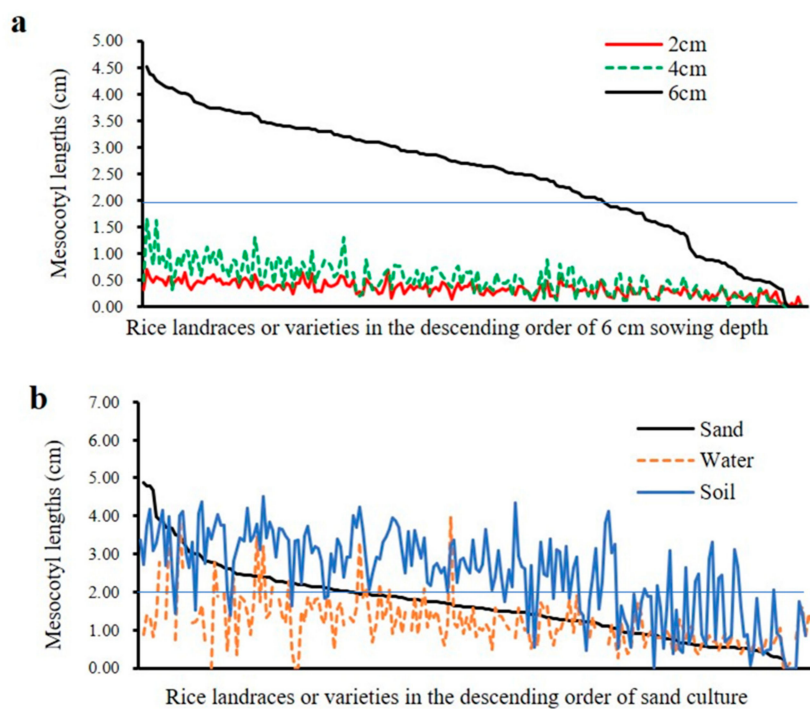 a
5.00
4.50
4.00
3.50
3.00
2.50
2.00
1.50
1.00
0.50
0.00
Mesocotyl lengths (cm)
2cm
4cm
6cm
Rice landraces or varieties in the descending order of 6 cm sowing depth
b
7.00
6.00
5.00
4.00
3.00
2.00
1.00
0.00
Mesocotyl lengths (cm)
Sand
Water
Soil
Rice landraces or varieties in the descending order of sand culture